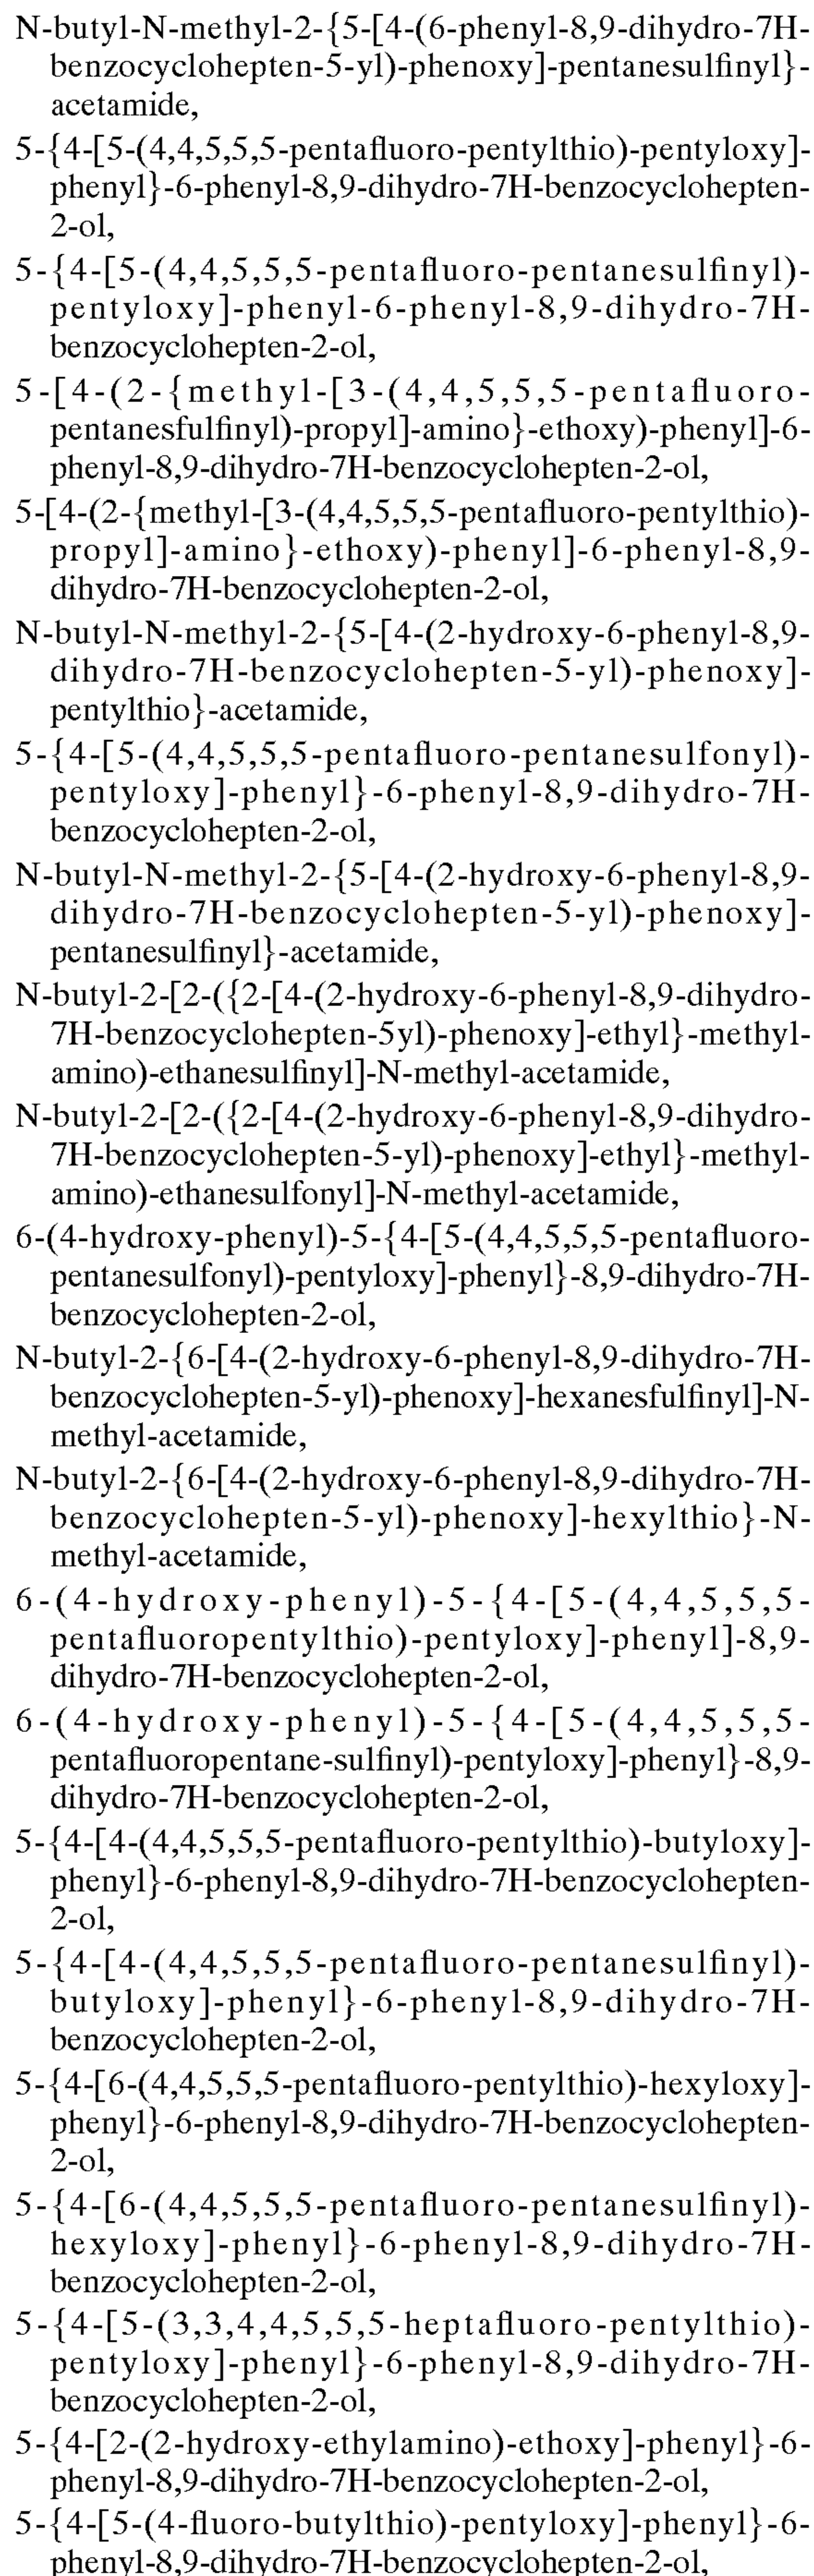 N-butyl-N-methyl-2-{5-[4-(6-phenyl-8,9-dihydro-7H-
benzocyclohepten-5-yl)-phenoxy]-pentanesulfinyl}-
acetamide,
5-{4-[5-(4,4,5,5,5-pentafluoro-pentylthio)-pentyloxy]-
phenyl}-6-phenyl-8,9-dihydro-7H-benzocyclohepten-
2-ol,
5-{4-[5-(4,4,5,5,5-pentafluoro-pentanesulfinyl)-
pentyloxy]-phenyl-6-phenyl-8,9-dihydro-7H-
benzocyclohepten-2-ol,
5-[4-(2-{methyl-[3-(4,4,5,5,5-pentafluoro-
pentanesfulfinyl)-propyl]-amino}-ethoxy)-phenyl]-6-
phenyl-8,9-dihydro-7H-benzocyclohepten-2-ol,
5-[4-(2-{methyl-[3-(4,4,5,5,5-pentafluoro-pentylthio)-
propyl]-amino}-ethoxy)-phenyl]-6-phenyl-8,9-
dihydro-7H-benzocyclohepten-2-ol,
N-butyl-N-methyl-2-{5-[4-(2-hydroxy-6-phenyl-8,9-
dihydro-7H-benzocyclohepten-5-yl)-phenoxy]-
pentylthio}-acetamide,
5-{4-[5-(4,4,5,5,5-pentafluoro-pentanesulfonyl)-
pentyloxy]-phenyl}-6-phenyl-8,9-dihydro-7H-
benzocyclohepten-2-ol,
N-butyl-N-methyl-2-{5-[4-(2-hydroxy-6-phenyl-8,9-
dihydro-7H-benzocyclohepten-5-yl)-phenoxy]-
pentanesulfinyl}-acetamide,
N-butyl-2-[2-({2-[4-(2-hydroxy-6-phenyl-8,9-dihydro-
7H-benzocyclohepten-5yl)-phenoxy]-ethyl}-methyl-
amino)-ethanesulfinyl]-N-methyl-acetamide,
N-butyl-2-[2-({2-[4-(2-hydroxy-6-phenyl-8,9-dihydro-
7H-benzocyclohepten-5-yl)-phenoxy]-ethyl}-methyl-
amino)-ethanesulfonyl]-N-methyl-acetamide,
6-(4-hydroxy-phenyl)-5-{4-[5-(4,4,5,5,5-pentafluoro-
pentanesulfonyl)-pentyloxy]-phenyl}-8,9-dihydro-7H-
benzocyclohepten-2-ol,
N-butyl-2-{6-[4-(2-hydroxy-6-phenyl-8,9-dihydro-7H-
benzocyclohepten-5-yl)-phenoxy]-hexanesfulfinyl]-N-
methyl-acetamide,
N-butyl-2-{6-[4-(2-hydroxy-6-phenyl-8,9-dihydro-7H-
benzocyclohepten-5-yl)-phenoxy]-hexylthio}-N-
methyl-acetamide,
6-(4-hydroxy-phenyl)-5-{4-[5-(4,4,5,5,5-
pentafluoropentylthio)-pentyloxy]-phenyl]-8,9-
dihydro-7H-benzocyclohepten-2-ol,
6-(4-hydroxy-phenyl)-5-{4-[5-(4,4,5,5,5-
pentafluoropentane-sulfinyl)-pentyloxy]-phenyl}-8,9-
dihydro-7H-benzocyclohepten-2-ol,
5-{4-[4-(4,4,5,5,5-pentafluoro-pentylthio)-butyloxy]-
phenyl}-6-phenyl-8,9-dihydro-7H-benzocyclohepten-
2-ol,
5-{4-[4-(4,4,5,5,5-pentafluoro-pentanesulfinyl)-
butyloxy]-phenyl}-6-phenyl-8,9-dihydro-7H-
benzocyclohepten-2-ol,
5-{4-[6-(4,4,5,5,5-pentafluoro-pentylthio)-hexyloxy]-
phenyl}-6-phenyl-8,9-dihydro-7H-benzocyclohepten-
2-ol,
5-{4-[6-(4,4,5,5,5-pentafluoro-pentanesulfinyl)-
hexyloxy]-phenyl}-6-phenyl-8,9-dihydro-7H-
benzocyclohepten-2-ol,
5-{4-[5-(3,3,4,4,5,5,5-heptafluoro-pentylthio)-
pentyloxy]-phenyl}-6-phenyl-8,9-dihydro-7H-
benzocyclohepten-2-ol,
5-{4-[2-(2-hydroxy-ethylamino)-ethoxy]-phenyl}-6-
phenyl-8,9-dihydro-7H-benzocyclohepten-2-ol,
5-{4-[5-(4-fluoro-butylthio)-pentyloxy]-phenyl}-6-
phenyl-8,9-dihydro-7H-benzocyclohepten-2-ol,